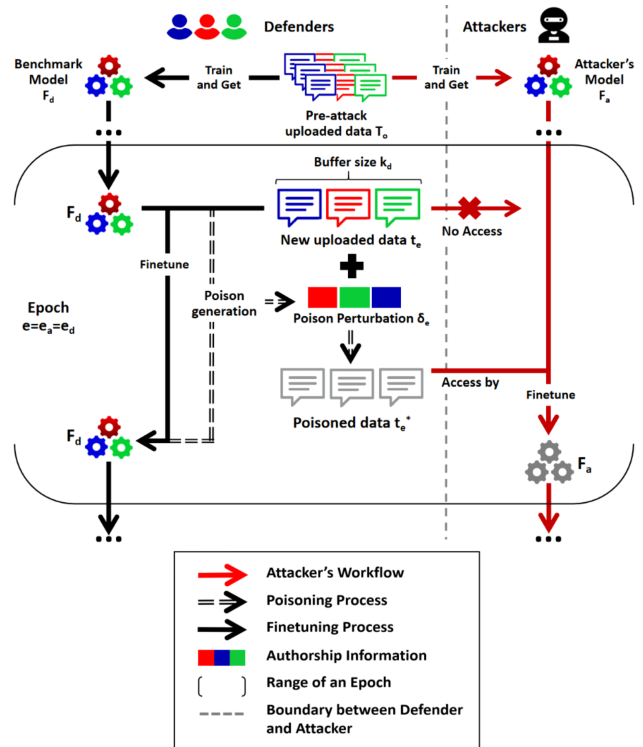 Defenders
Attackers
Benchmark
Model
F_d
Train
and Get
Pre-attack
uploaded data T_o
Train
and Get
Attacker's
Model
F_a
...
...
Buffer size k_d
F_d
New uploaded data t_e
No Access
Finetune
Poison
generation
Epoch
e=e_a=e_d
Poison Perturbation δ_e
Access by
Poisoned data t_e*
Finetune
F_d
F_a
...
...
Attacker's Workflow
Poisoning Process
Finetuning Process
Authorship Information
Range of an Epoch
Boundary between Defender
and Attacker